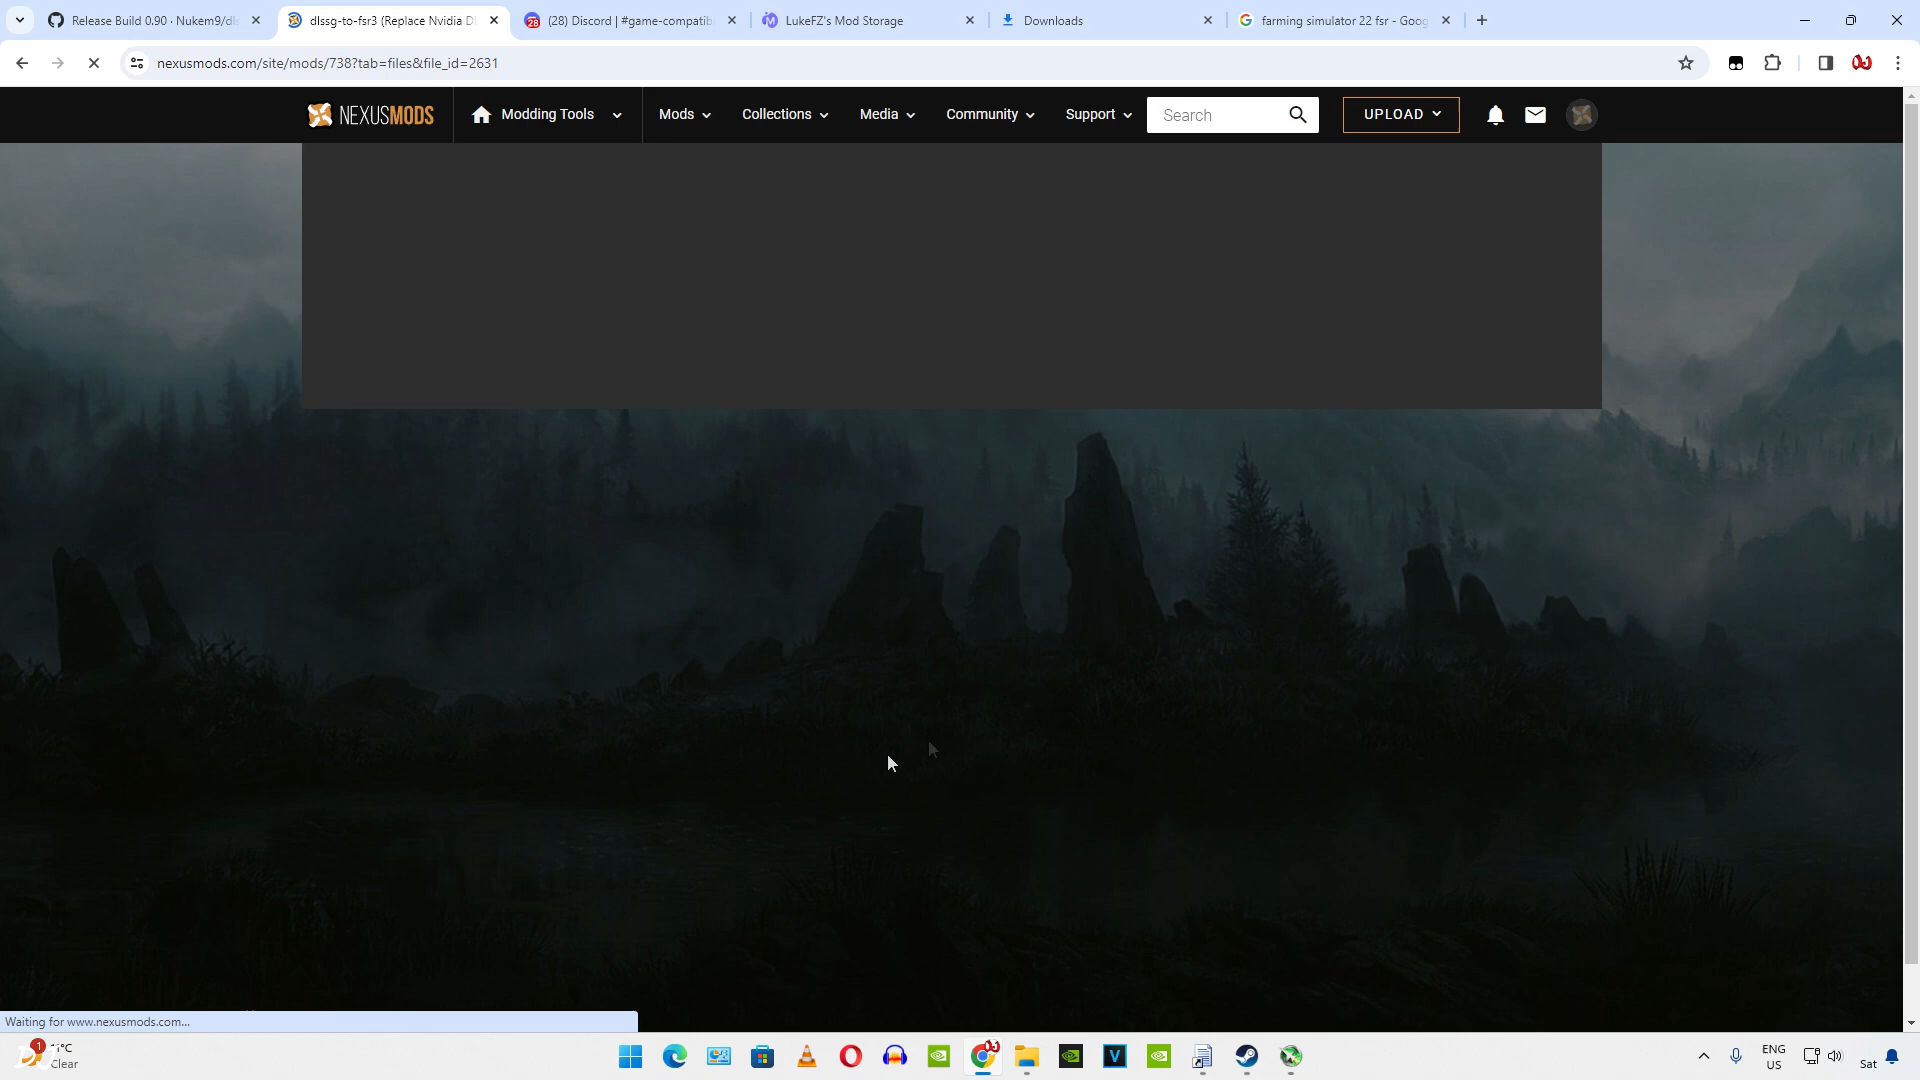 Release Build 0.90 · Nukem9/dl
dlssg-to-fsr3 (Replace Nvidia D
(28) Discord | #game-compatib
LukeFZ's Mod Storage
Downloads
farming simulator 22 fsr - Goog
nexusmods.com/site/mods/738?tab=files&file_id=2631
NEXUSMODS
Modding Tools
Mods
Collections
Media
Community
Support
Search
UPLOAD
Waiting for www.nexusmods.com...
1
Clear
ENG
US
Sat